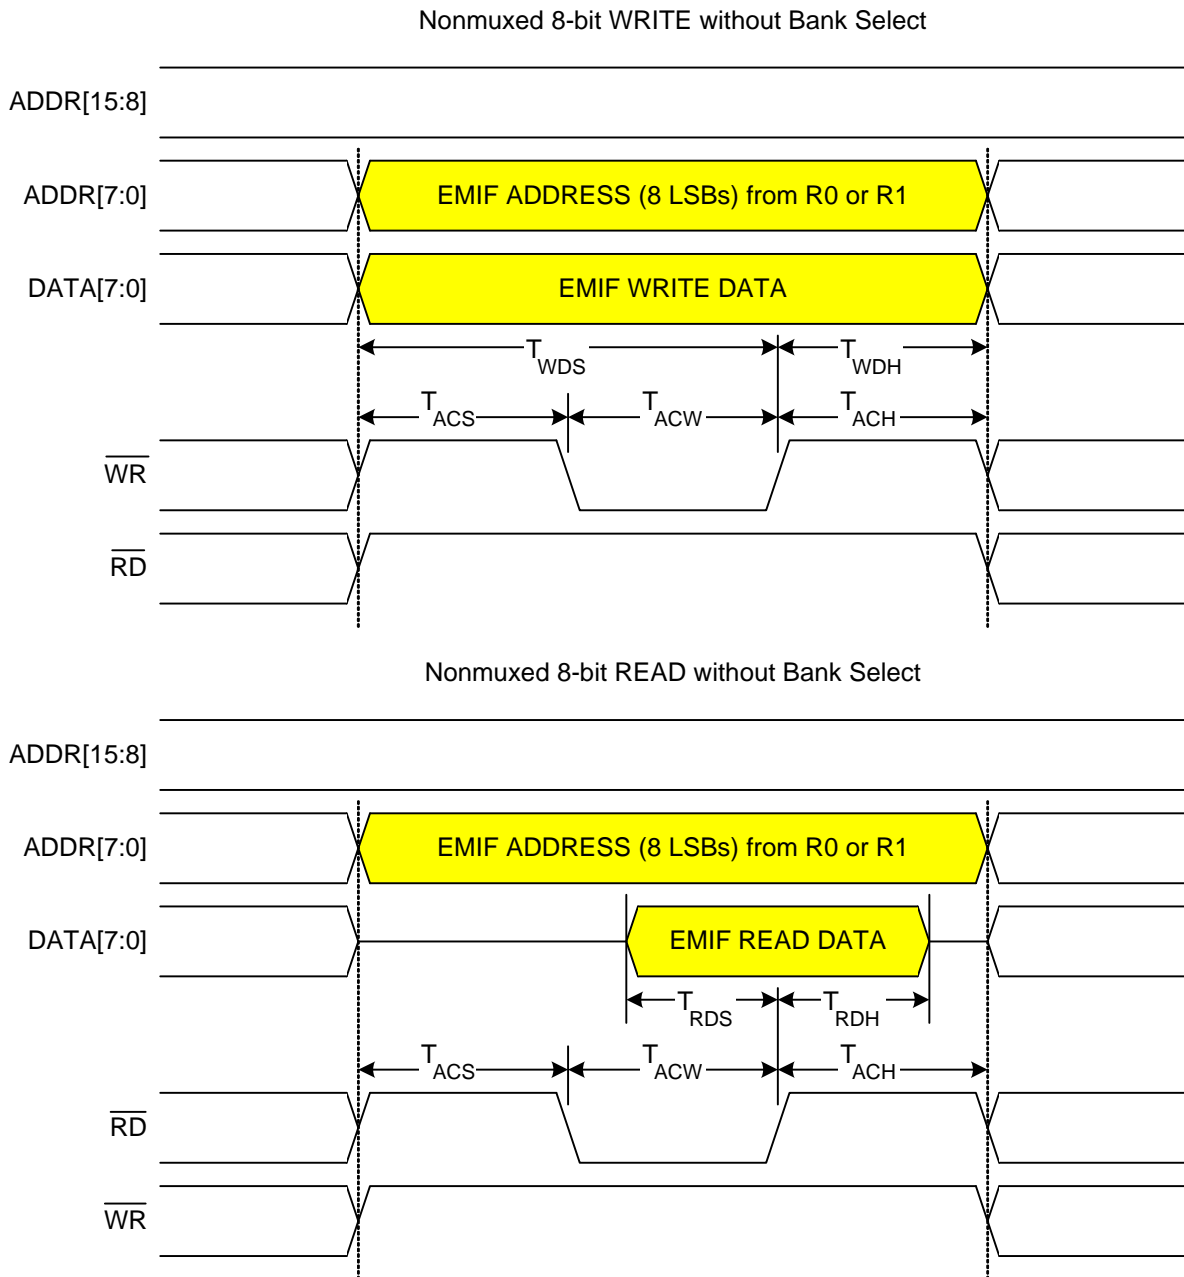 Nonmuxed 8-bit WRITE without Bank Select
ADDR[15:8]
ADDR[7:0]
EMIF ADDRESS (8 LSBs) from R0 or R1
DATA[7:0]
EMIF WRITE DATA
TWDS
TWDH
TACS
TACW
TACH
WR
RD
Nonmuxed 8-bit READ without Bank Select
ADDR[15:8]
ADDR[7:0]
EMIF ADDRESS (8 LSBs) from R0 or R1
DATA[7:0]
EMIF READ DATA
TRDS
TRDH
TACS
TACW
TACH
RD
WR